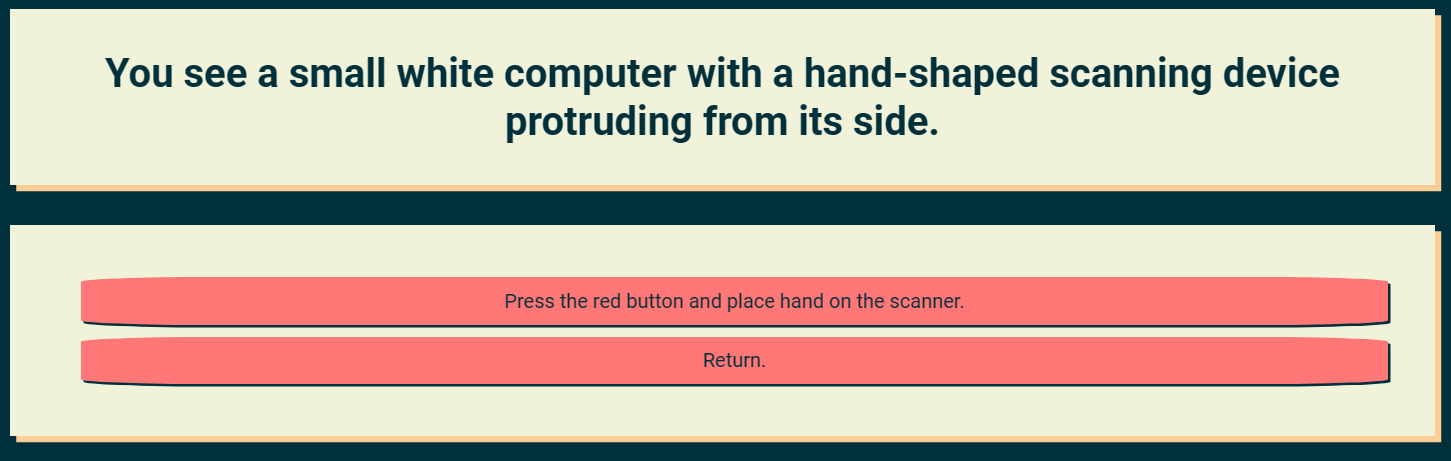 You see a small white computer with a hand-shaped scanning device
protruding from its side.
Press the red button and place hand on the scanner.
Return.